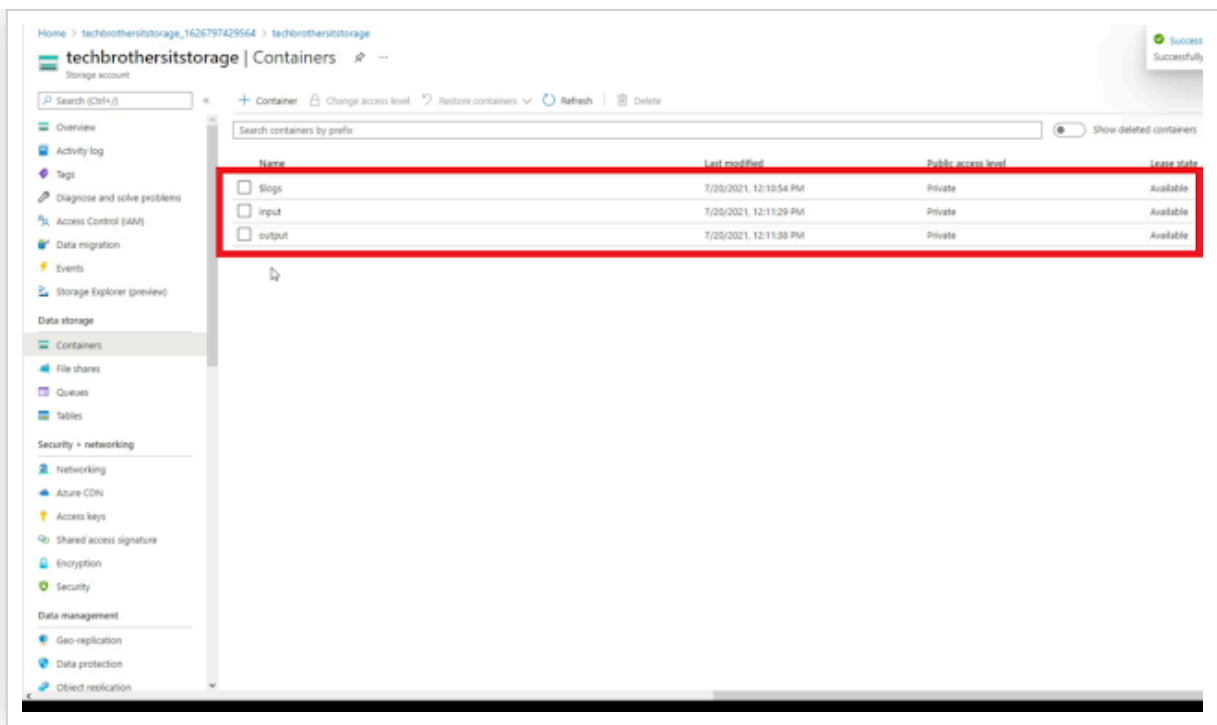 Home > techbrothersitstorage_1626797429564 > techbrothersitstorage
techbrothersitstorage | Containers ...
Storage account
Success
Successfully
Search (Ctrl+/) «
+ Container Change access level Restore containers Refresh Delete
Search containers by prefix
Show deleted containers
Name Last modified Public access level Lease state
$logs 7/20/2021, 12:10:54 PM Private Available
input 7/20/2021, 12:11:29 PM Private Available
output 7/20/2021, 12:11:38 PM Private Available
Overview
Activity log
Tags
Diagnose and solve problems
Access Control (IAM)
Data migration
Events
Storage Explorer (preview)
Data storage
Containers
File shares
Queues
Tables
Security + networking
Networking
Azure CDN
Access keys
Shared access signature
Encryption
Security
Data management
Geo-replication
Data protection
Object replication